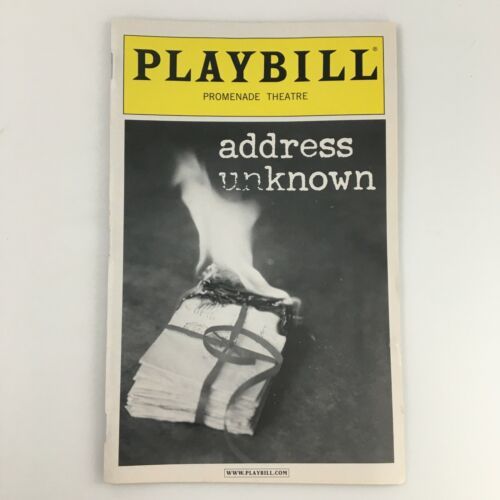 PLAYBILL®
PROMENADE THEATRE
address
unknown
WWW.PLAYBILL.COM